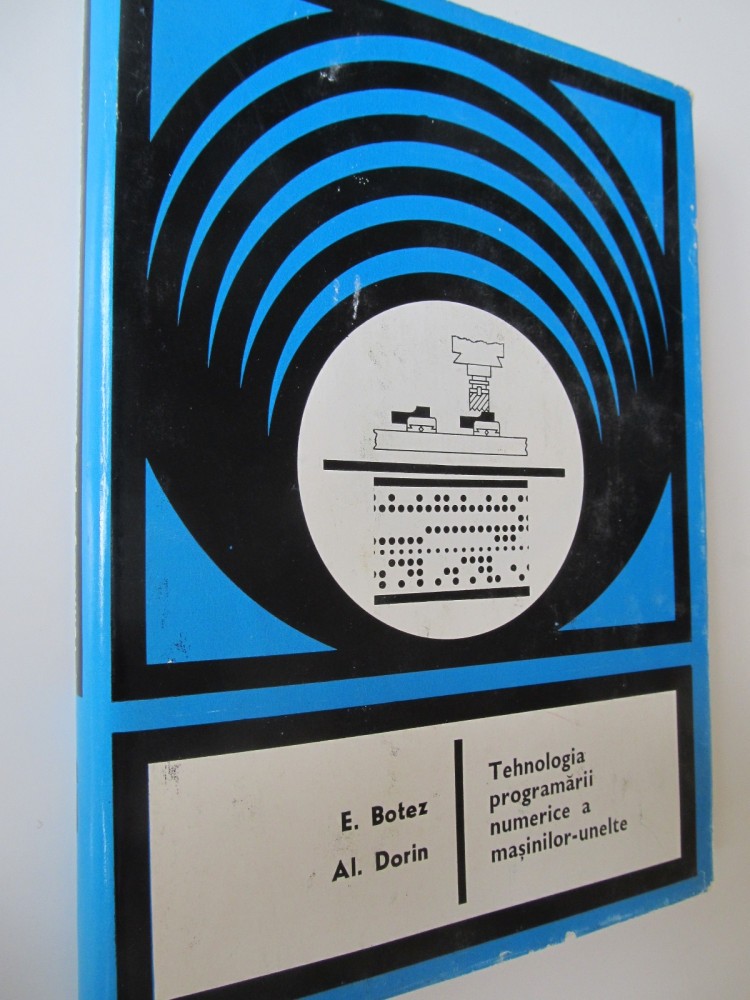 E. Botez
Al. Dorin
Tehnologia
programării
numerice a
mașinilor-unelte